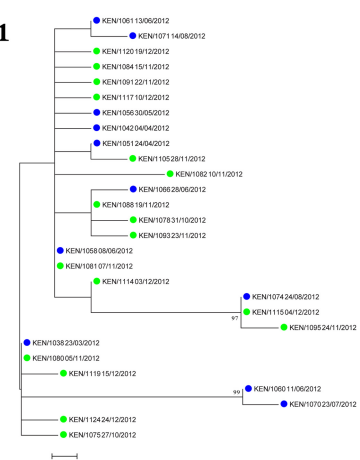 1
KEN/106113/06/2012
KEN/107114/08/2012
KEN/112019/12/2012
KEN/108415/11/2012
KEN/109122/11/2012
KEN/111710/12/2012
KEN/105630/05/2012
KEN/104204/04/2012
KEN/105124/04/2012
KEN/110528/11/2012
KEN/108210/11/2012
KEN/106628/06/2012
KEN/108819/11/2012
KEN/107831/10/2012
KEN/109323/11/2012
KEN/105808/06/2012
KEN/108107/11/2012
KEN/111403/12/2012
KEN/107424/08/2012
KEN/111504/12/2012
97
KEN/109524/11/2012
KEN/103823/03/2012
KEN/108005/11/2012
KEN/111915/12/2012
KEN/106011/06/2012
99
KEN/107023/07/2012
KEN/112424/12/2012
KEN/107527/10/2012